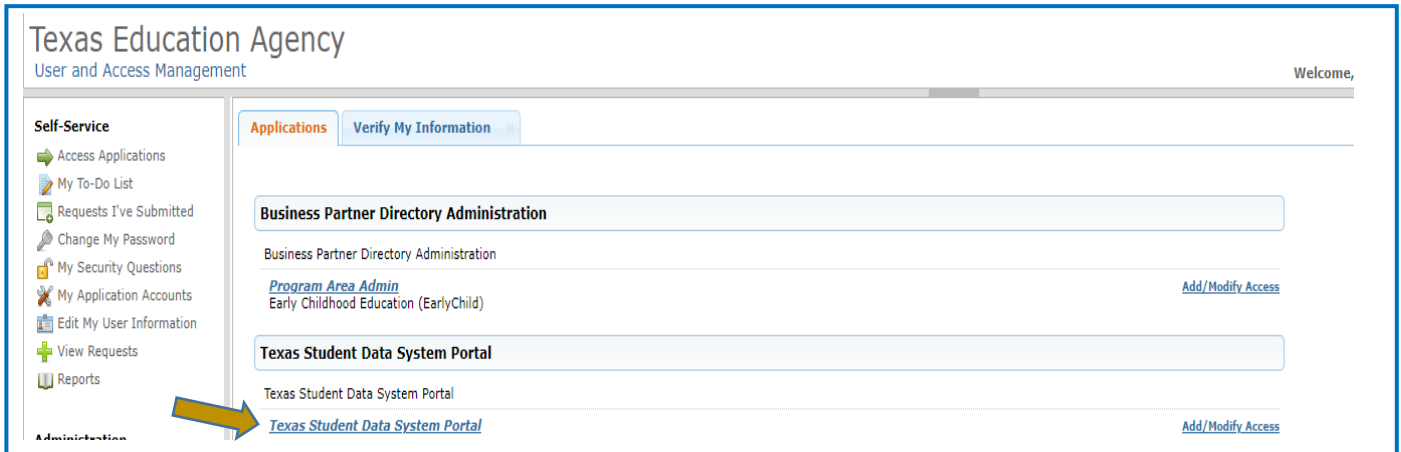 Texas Education Agency
User and Access Management
Welcome,
Self-Service
Access Applications
My To-Do List
Requests I've Submitted
Change My Password
My Security Questions
My Application Accounts
Edit My User Information
View Requests
Reports
Administration
Applications
Verify My Information
Business Partner Directory Administration
Business Partner Directory Administration
Program Area Admin
Add/Modify Access
Early Childhood Education (EarlyChild)
Texas Student Data System Portal
Texas Student Data System Portal
Texas Student Data System Portal
Add/Modify Access